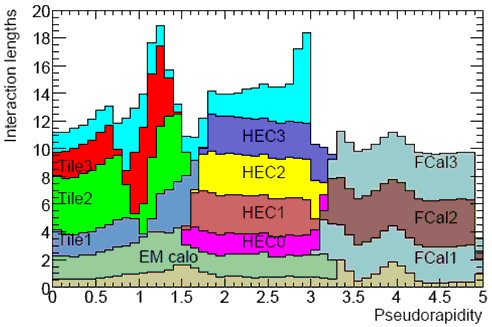 Interaction lengths
20
18
16
14
12
10
8
6
4
2
0
Tile3
Tile2
Tile1
EM calo
HEC3
HEC2
HEC1
HEC0
FCal3
FCal2
FCal1
0 0.5 1 1.5 2 2.5 3 3.5 4 4.5 5
Pseudorapidity